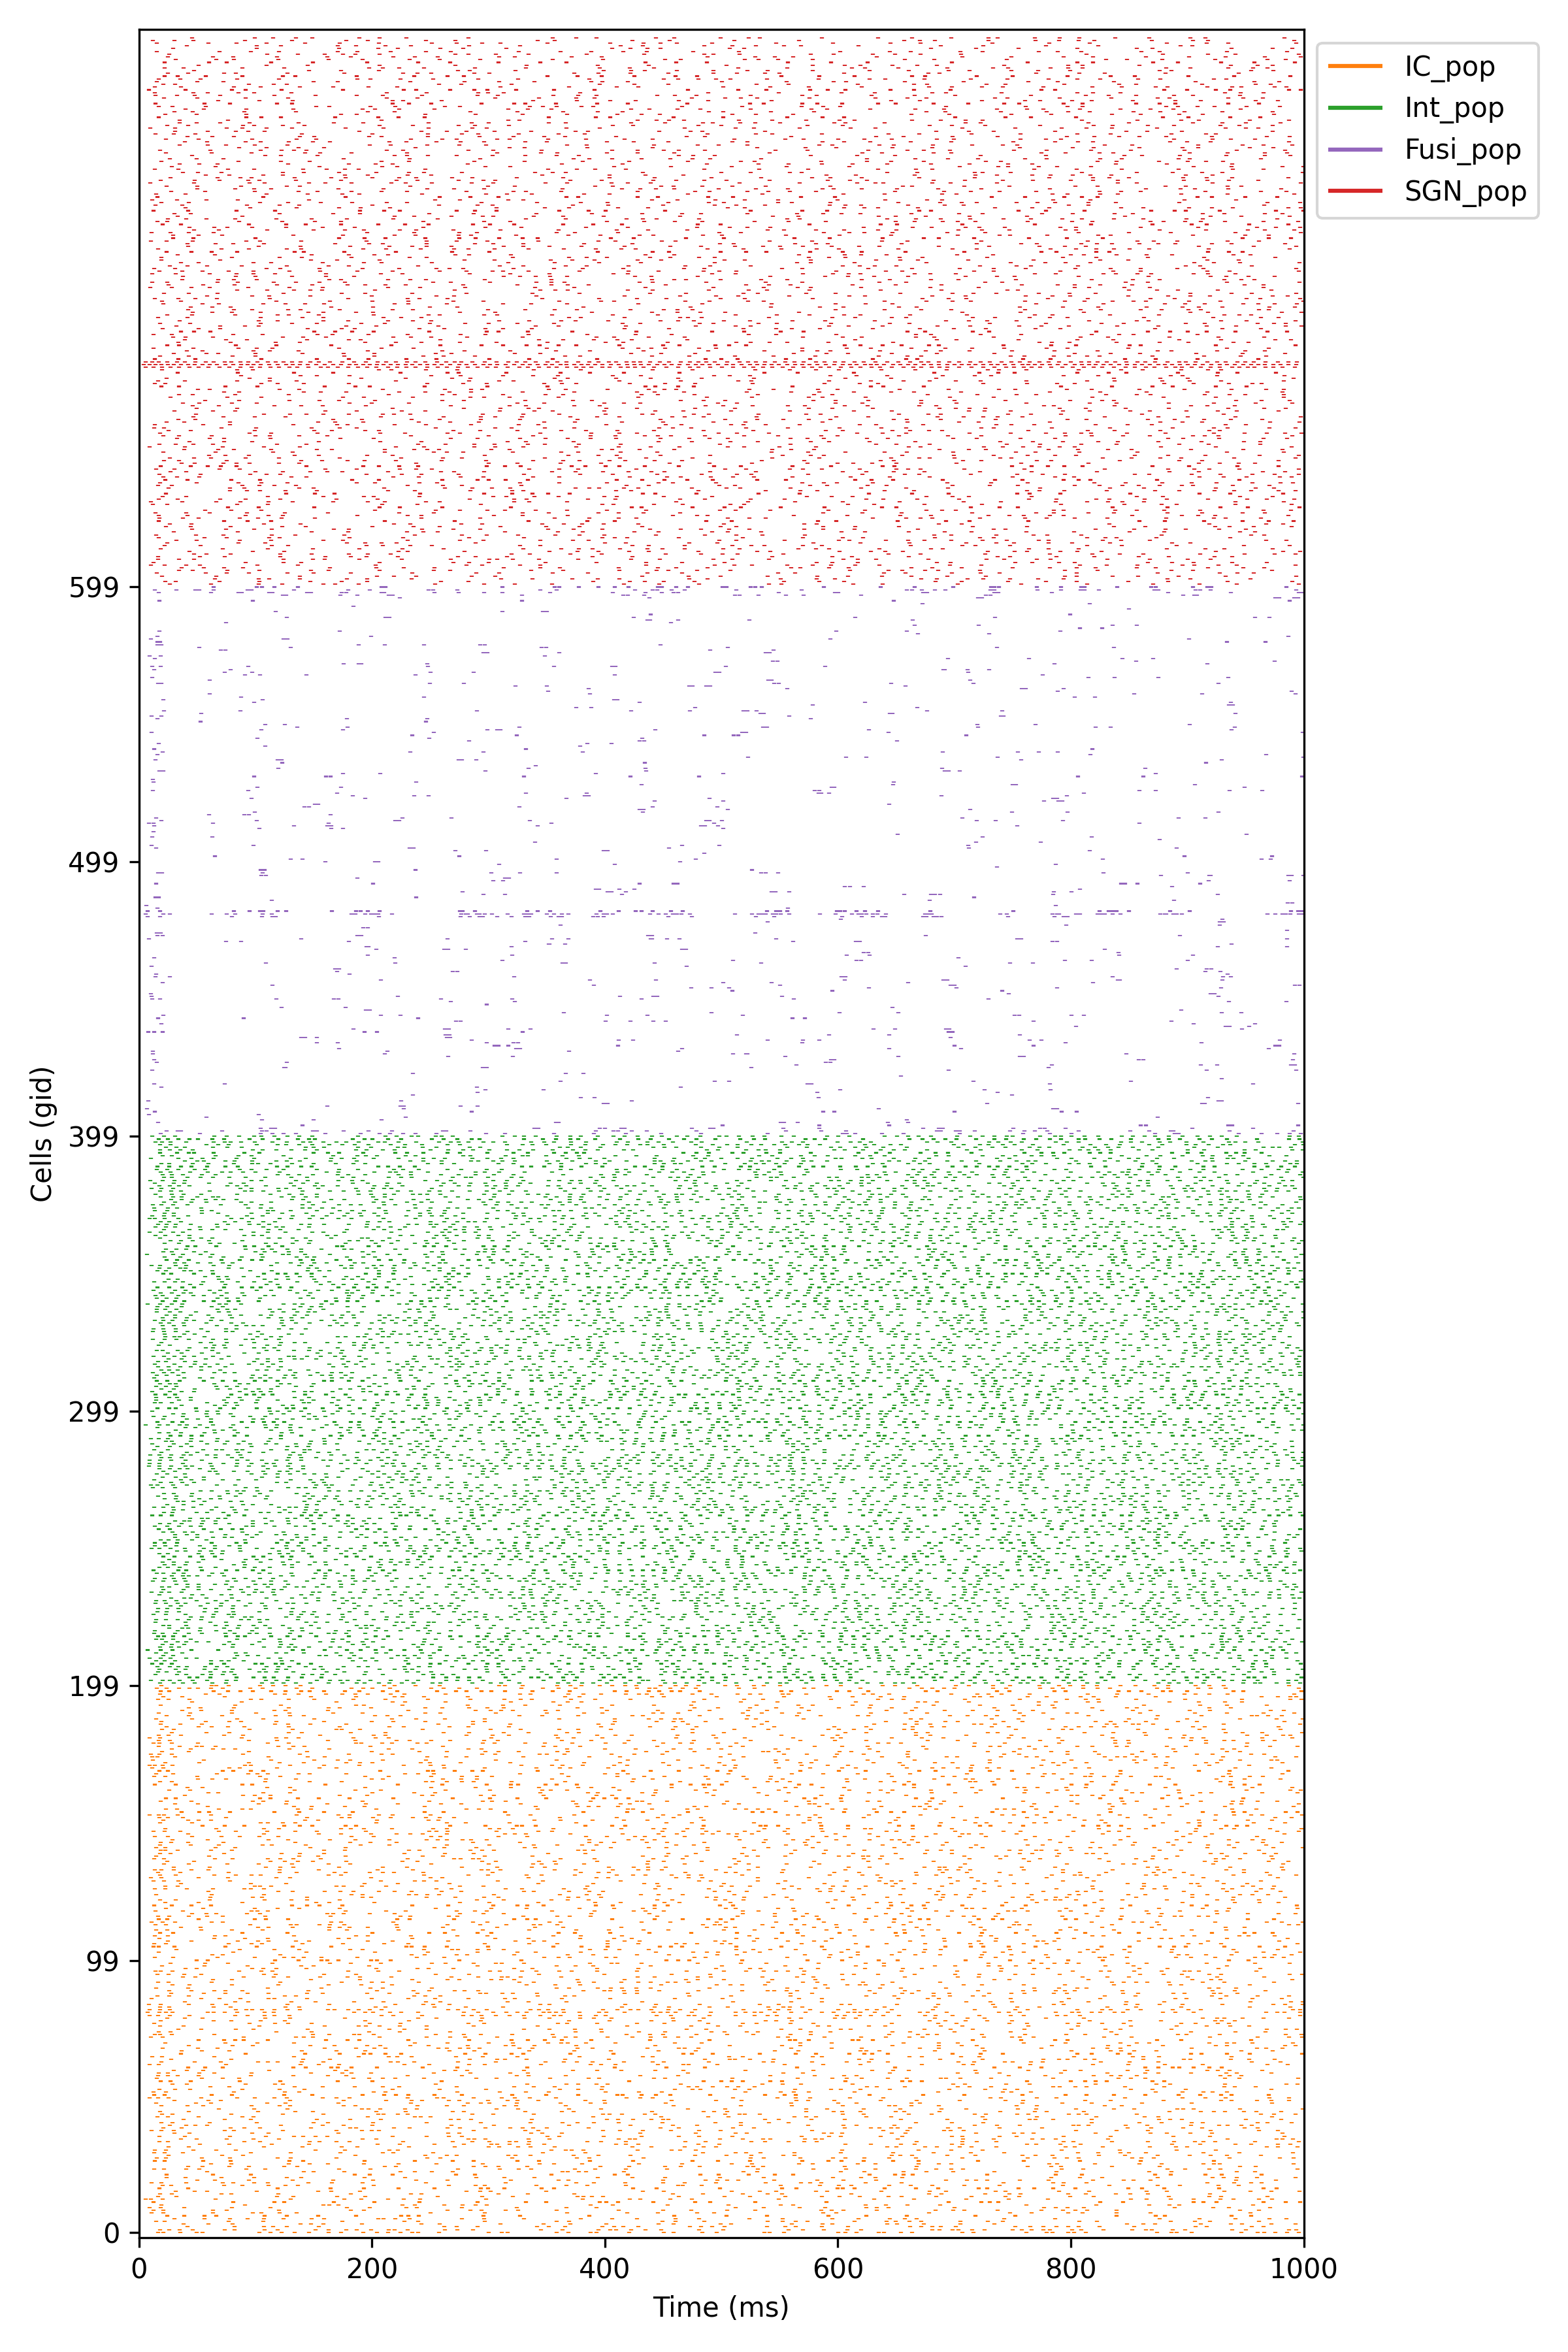 IC_pop
Int_pop
Fusi_pop
SGN_pop
599
499
399
299
199
99
0
Cells (gid)
0 200 400 600 800 1000
Time (ms)